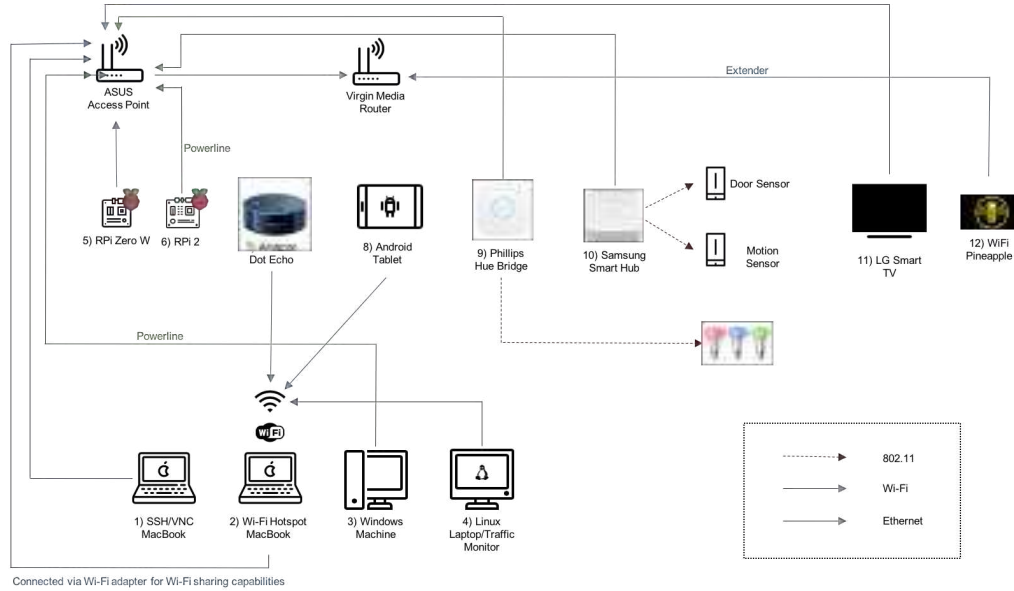 Extender
ASUS
Access Point
Virgin Media
Router
Powerline
5) RPi Zero W
6) RPi 2
Dot Echo
8) Android
Tablet
9) Phillips
Hue Bridge
10) Samsung
Smart Hub
Door Sensor
Motion
Sensor
11) LG Smart
TV
12) WiFi
Pineapple
Powerline
WiFi
1) SSH/VNC
MacBook
2) Wi-Fi Hotspot
MacBook
3) Windows
Machine
4) Linux
Laptop/Traffic
Monitor
802.11
Wi-Fi
Ethernet
Connected via Wi-Fi adapter for Wi-Fi sharing capabilities